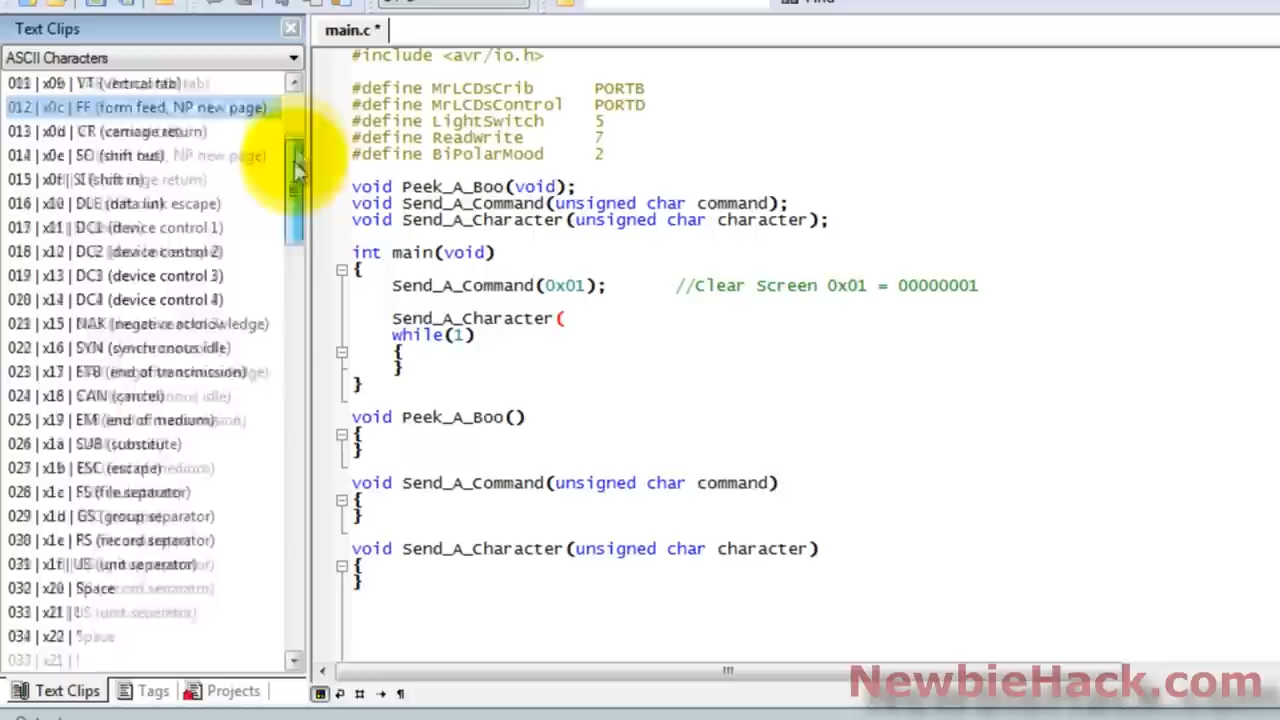 Find
Text Clips
main.c *
ASCII Characters
011 | x0b | VT (vertical tab)
012 | x0c | FF (form feed, NP new page)
013 | x0d | CR (carriage return)
014 | x0e | SO (shift out)
015 | x0f | SI (shift in)
016 | x10 | DLE (data link escape)
017 | x11 | DC1 (device control 1)
018 | x12 | DC2 (device control 2)
019 | x13 | DC3 (device control 3)
020 | x14 | DC4 (device control 4)
021 | x15 | NAK (negative acknowledge)
022 | x16 | SYN (synchronous idle)
023 | x17 | ETB (end of transmission)
024 | x18 | CAN (cancel)
025 | x19 | EM (end of medium)
026 | x1a | SUB (substitute)
027 | x1b | ESC (escape)
028 | x1c | FS (file separator)
029 | x1d | GS (group separator)
030 | x1e | RS (record separator)
031 | x1f | US (unit separator)
032 | x20 | Space
033 | x21 | !
034 | x22 | "
Text Clips
Tags
Projects
#include <avr/io.h>
#define MrLCDsCrib PORTB
#define MrLCDsControl PORTD
#define LightSwitch 5
#define ReadWrite 7
#define BiPolarMood 2
void Peek_A_Boo(void);
void Send_A_Command(unsigned char command);
void Send_A_Character(unsigned char character);
int main(void)
{
Send_A_Command(0x01); //Clear Screen 0x01 = 00000001
Send_A_Character(
while(1)
{
}
}
void Peek_A_Boo()
{
}
void Send_A_Command(unsigned char command)
{
}
void Send_A_Character(unsigned char character)
{
}
NewbieHack.com